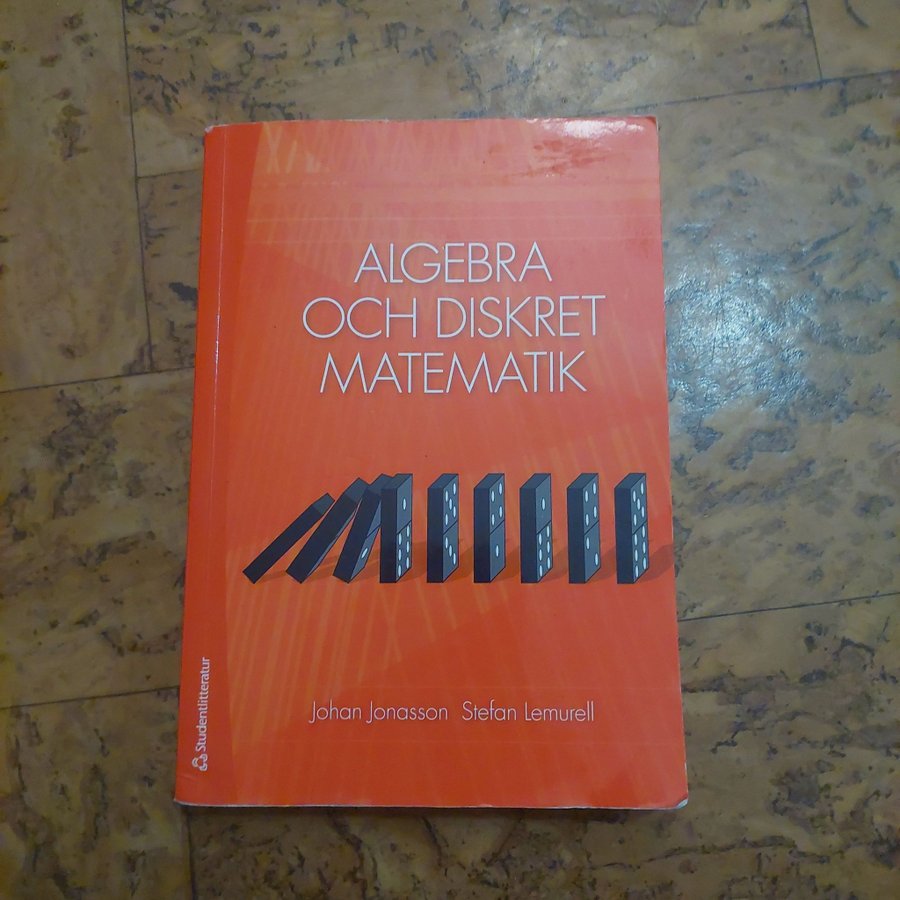 ALGEBRA
OCH DISKRET
MATEMATIK
Johan Jonasson Stefan Lemurell
Studentlitteratur